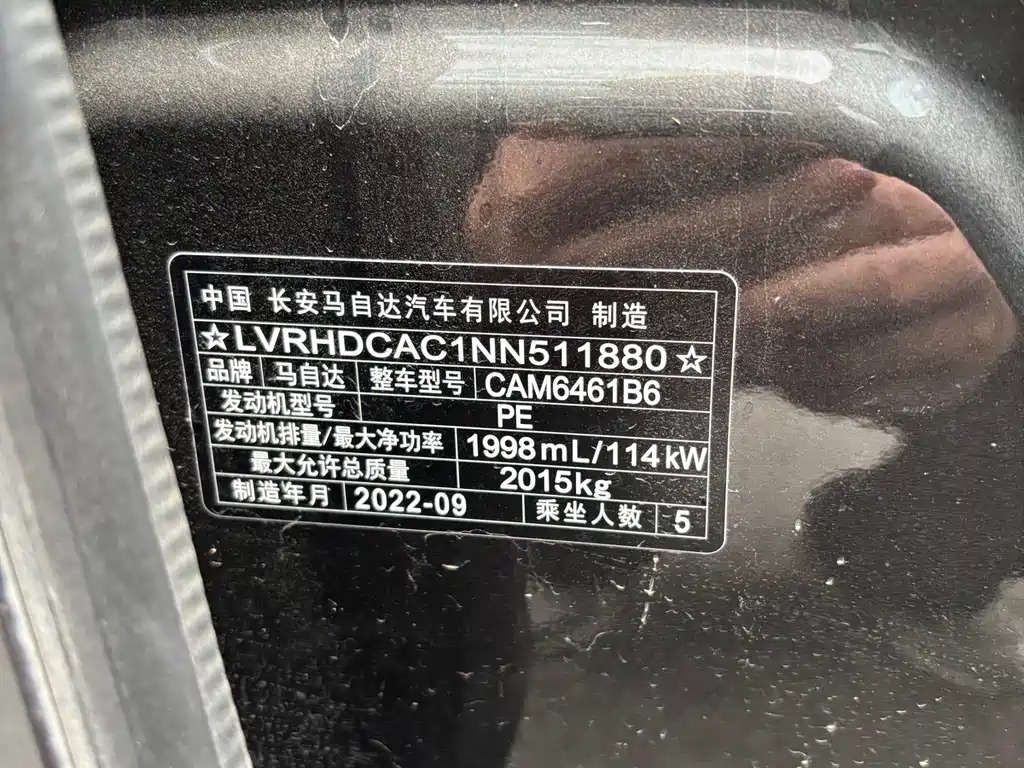 中国 长安马自达汽车有限公司 制造
☆LVRHDCAC1NN511880☆
品牌 马自达 整车型号 CAM6461B6
发动机型号 PE
发动机排量/最大净功率 1998mL/114kW
最大允许总质量 2015kg
制造年月 2022-09 乘坐人数 5